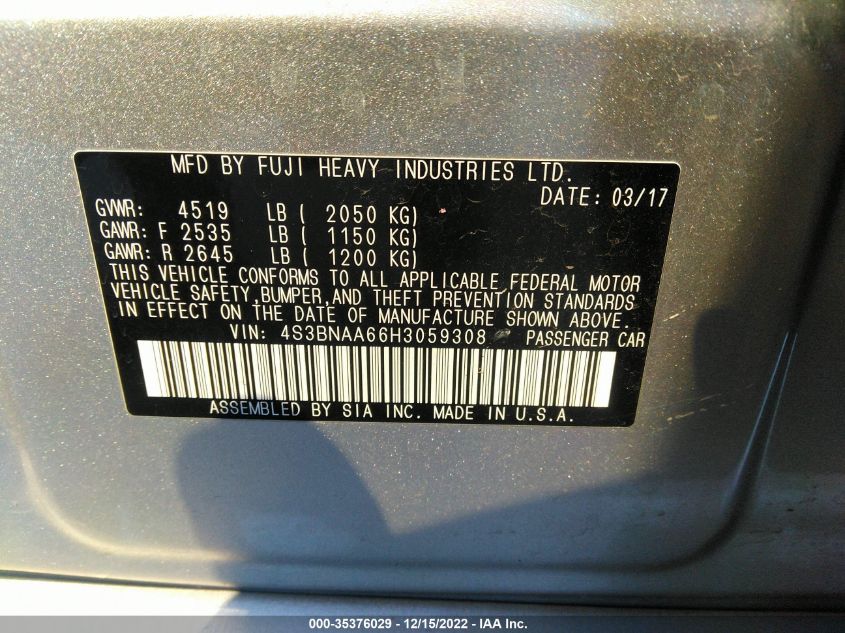 MFD BY FUJI HEAVY INDUSTRIES LTD.
DATE: 03/17
GVWR: 4519 LB ( 2050 KG)
GAWR: F 2535 LB ( 1150 KG)
GAWR: R 2645 LB ( 1200 KG)
THIS VEHICLE CONFORMS TO ALL APPLICABLE FEDERAL MOTOR
VEHICLE SAFETY, BUMPER, AND THEFT PREVENTION STANDARDS
IN EFFECT ON THE DATE OF MANUFACTURE SHOWN ABOVE.
VIN: 4S3BNAA66H3059308 PASSENGER CAR
ASSEMBLED BY SIA INC. MADE IN U.S.A.
000-35376029 - 12/15/2022 - IAA Inc.